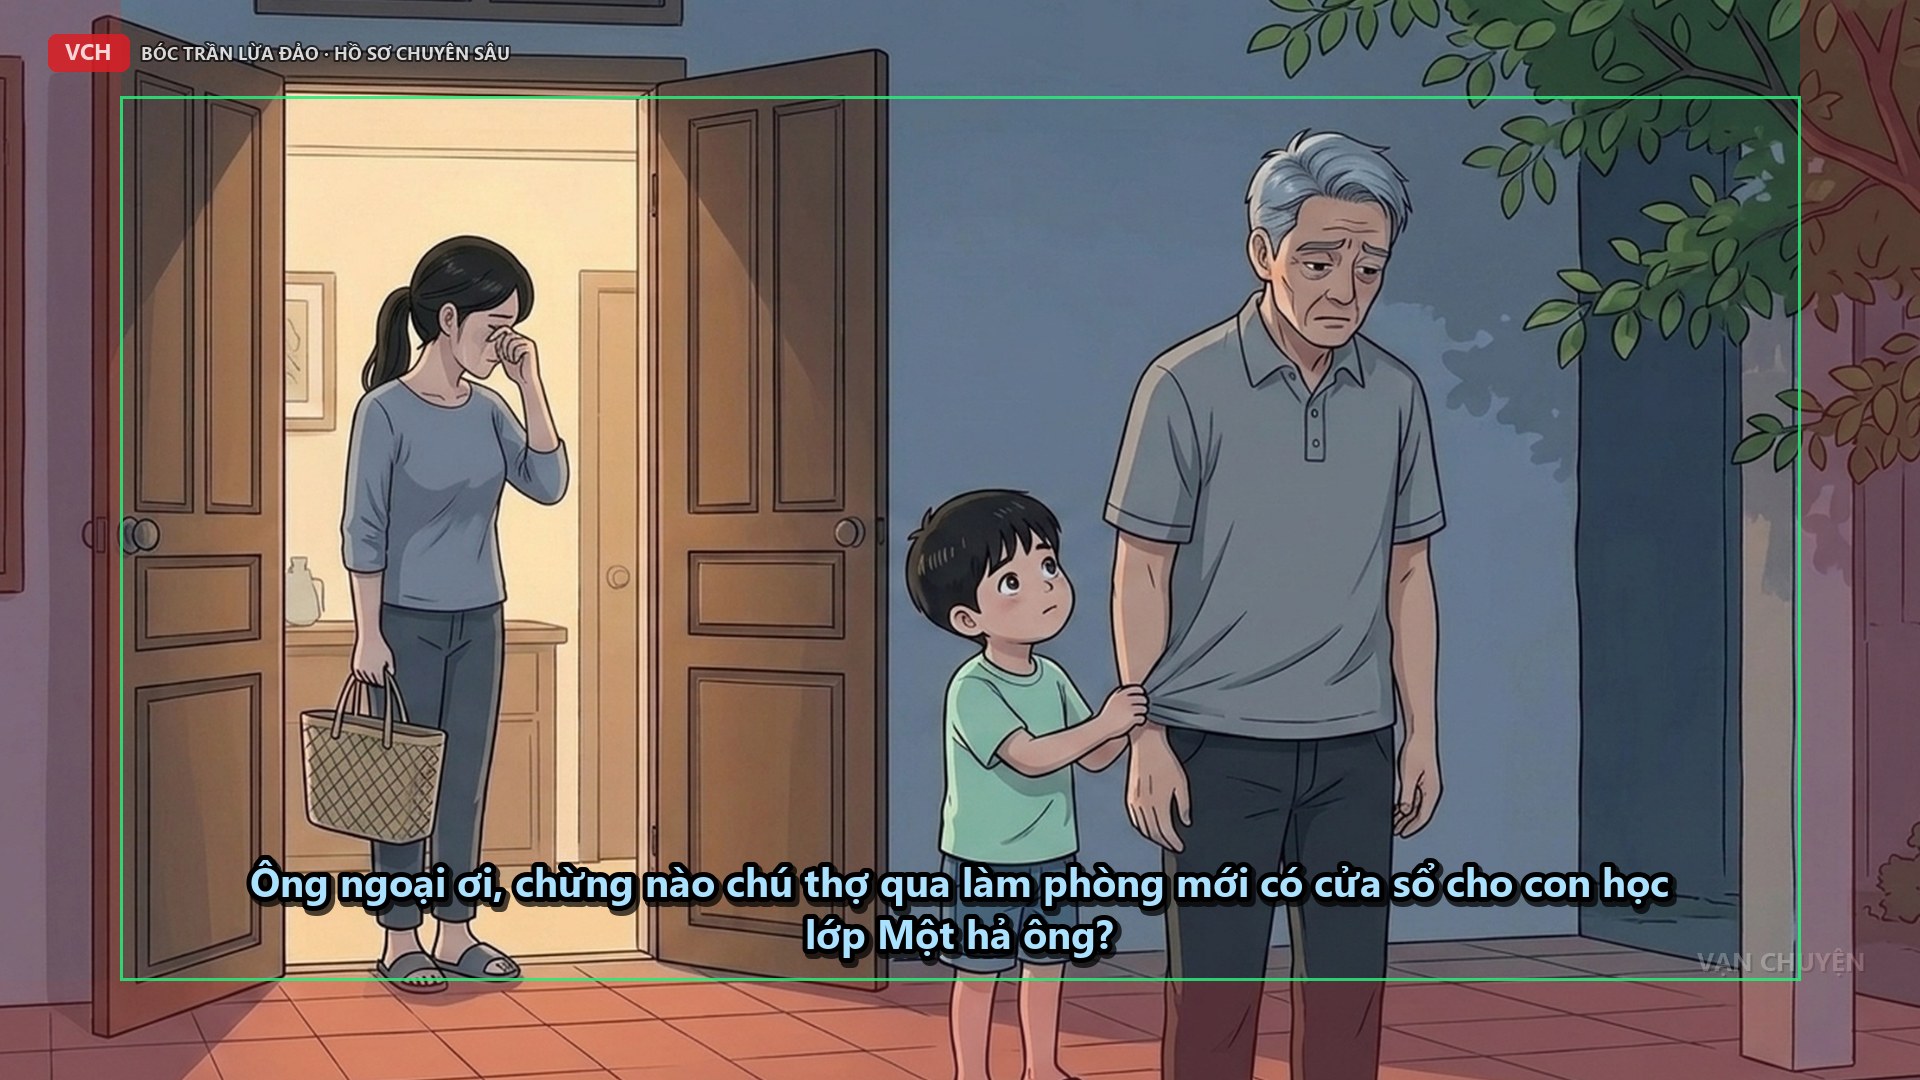 VCH BÓC TRẦN LỪA ĐẢO · HỒ SƠ CHUYÊN SÂU
Ông ngoại ơi, chừng nào chú thợ qua làm phòng mới có cửa sổ cho con học
lớp Một hả ông?
VẠN CHUYỆN